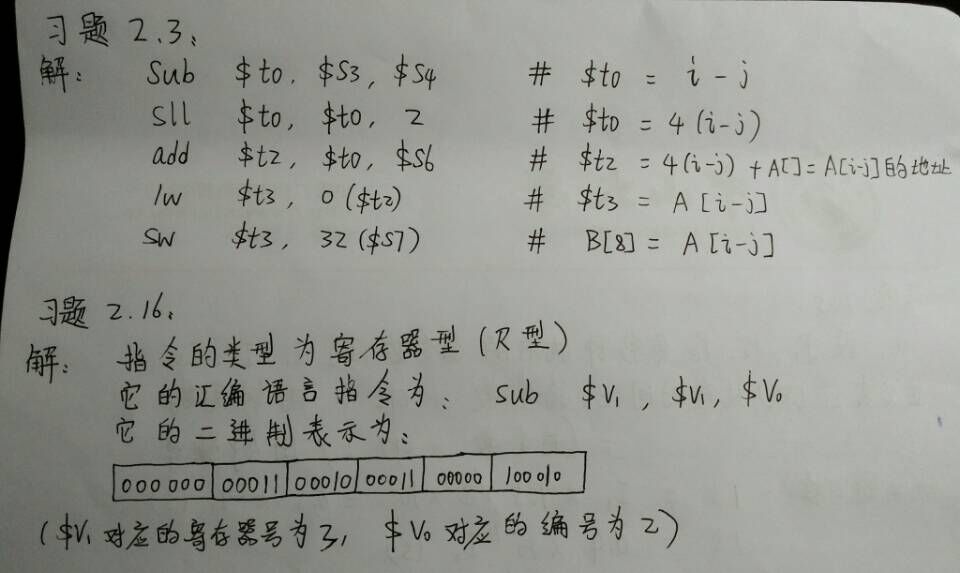 习题 2.3:
解: sub $t0, $s3, $s4 # $t0 = i - j
sll $t0, $t0, 2 # $t0 = 4(i-j)
add $t2, $t0, $s6 # $t2 = 4(i-j) + A[] = A[i-j]的地址
lw $t3, 0($t2) # $t3 = A[i-j]
sw $t3, 32($s7) # B[8] = A[i-j]
习题 2.16:
解: 指令的类型为寄存器型(R型)
它的汇编语言指令为: sub $V1, $V1, $V0
它的二进制表示为:
000000 00011 00010 00011 00000 100010
($V1对应的寄存器号为3, $V0对应的编号为2)